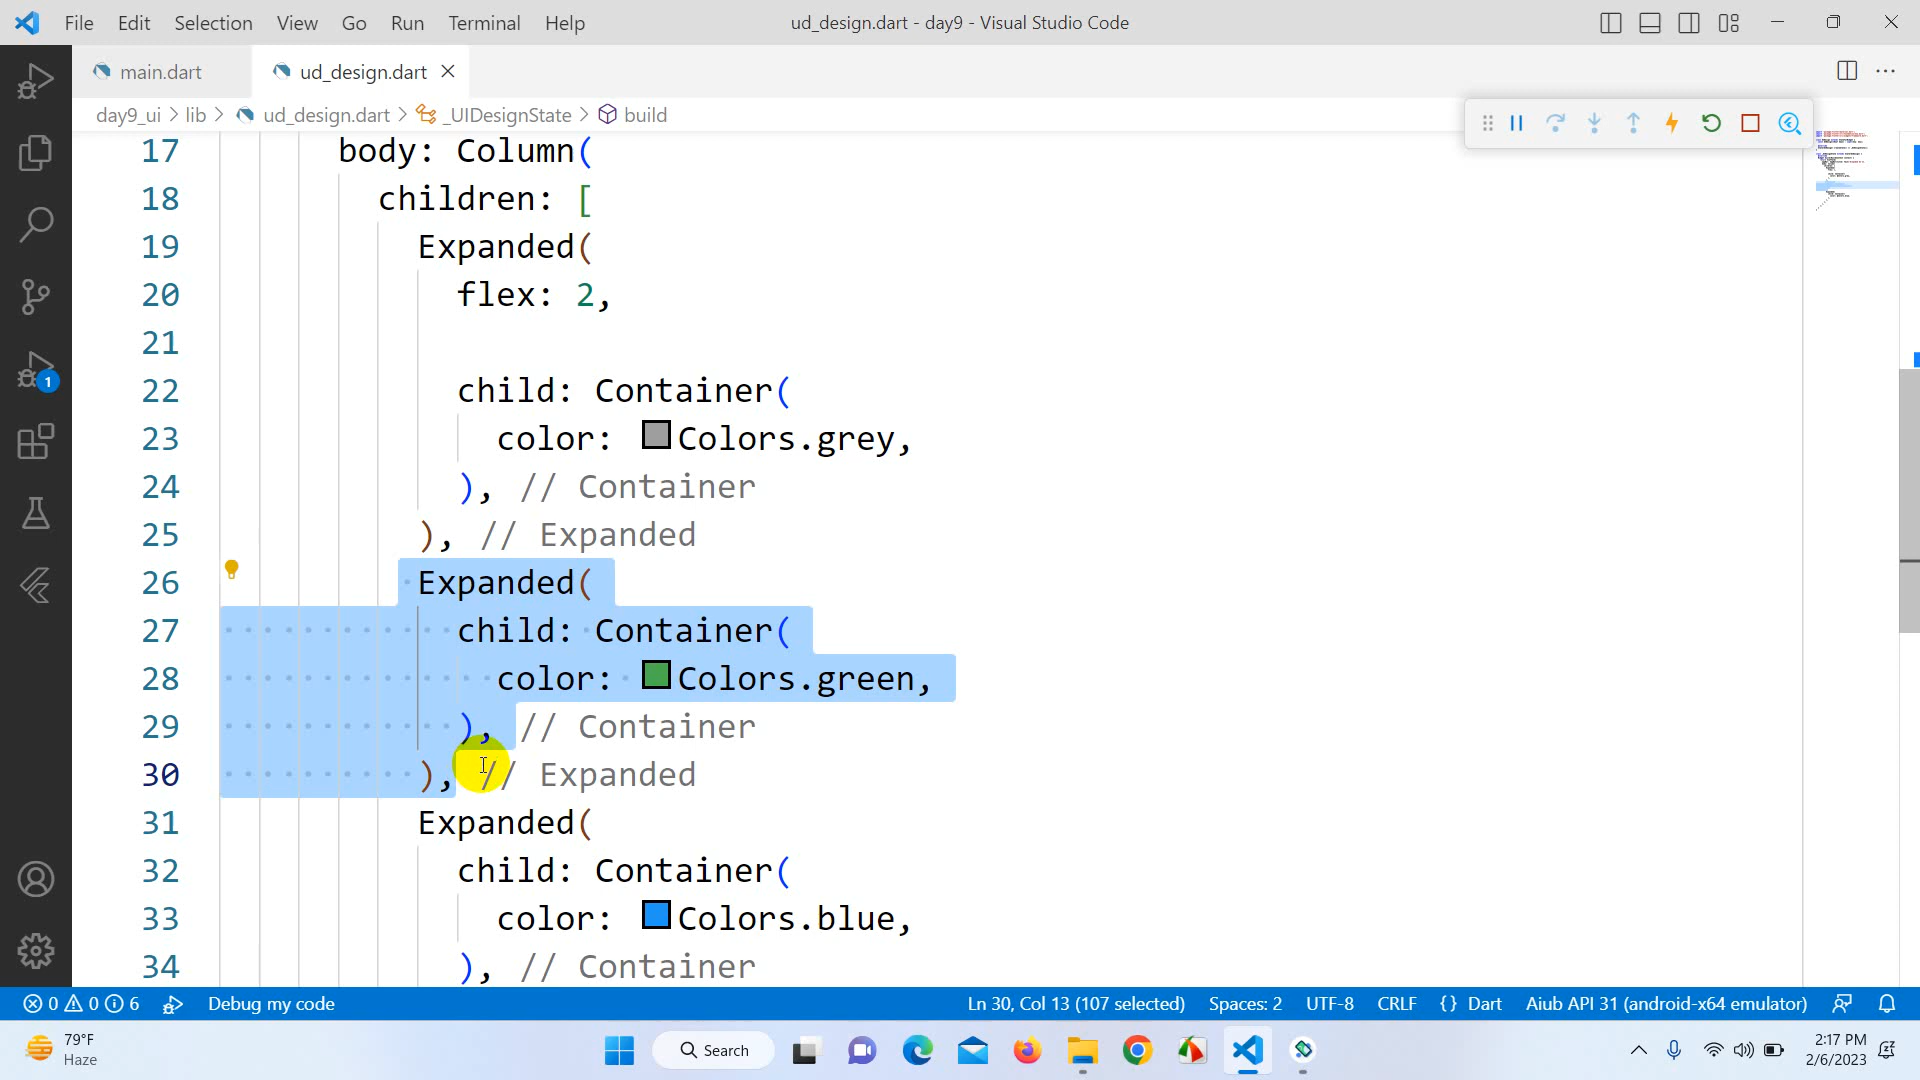 File Edit Selection View Go Run Terminal Help
ud_design.dart - day9 - Visual Studio Code
main.dart
ud_design.dart
day9_ui > lib > ud_design.dart > _UIDesignState > build
17 body: Column(
18 children: [
19 Expanded(
20 flex: 2,
21
22 child: Container(
23 color: Colors.grey,
24 ), // Container
25 ), // Expanded
26 Expanded(
27 child: Container(
28 color: Colors.green,
29 ), // Container
30 ), // Expanded
31 Expanded(
32 child: Container(
33 color: Colors.blue,
34 ), // Container
1
0 0 6 Debug my code
Ln 30, Col 13 (107 selected) Spaces: 2 UTF-8 CRLF {} Dart Aiub API 31 (android-x64 emulator)
79°F
Haze
Search
2:17 PM
2/6/2023